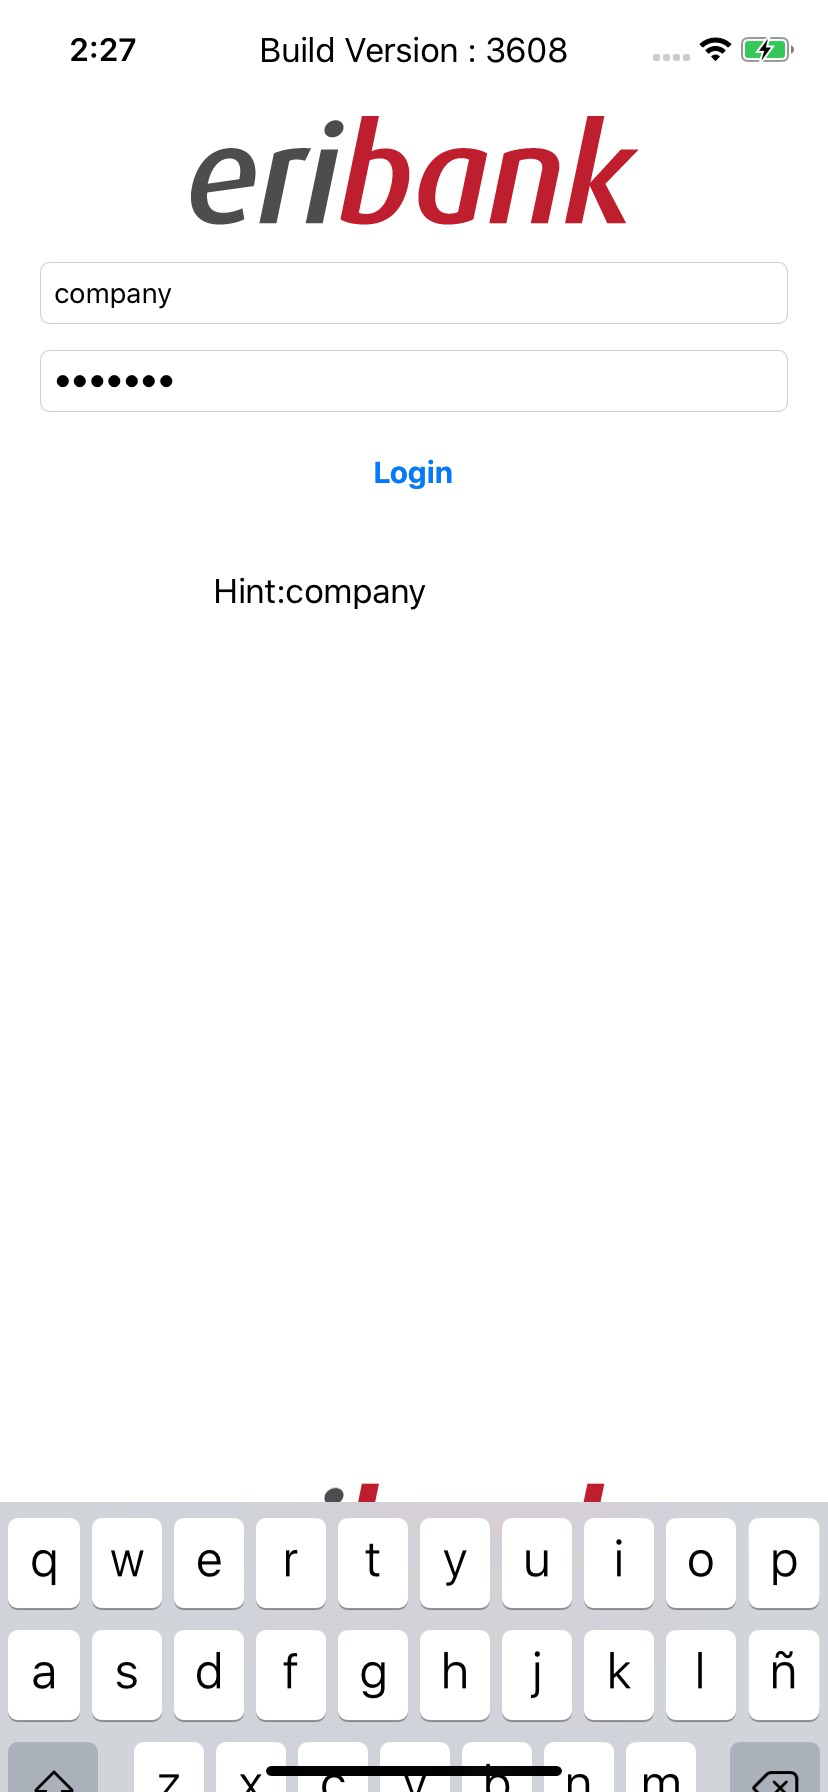 2:27 Build Version : 3608
eribank
company
•••••••
Login
Hint:company
q w e r t y u i o p
a s d f g h j k l ñ
z x c v b n m